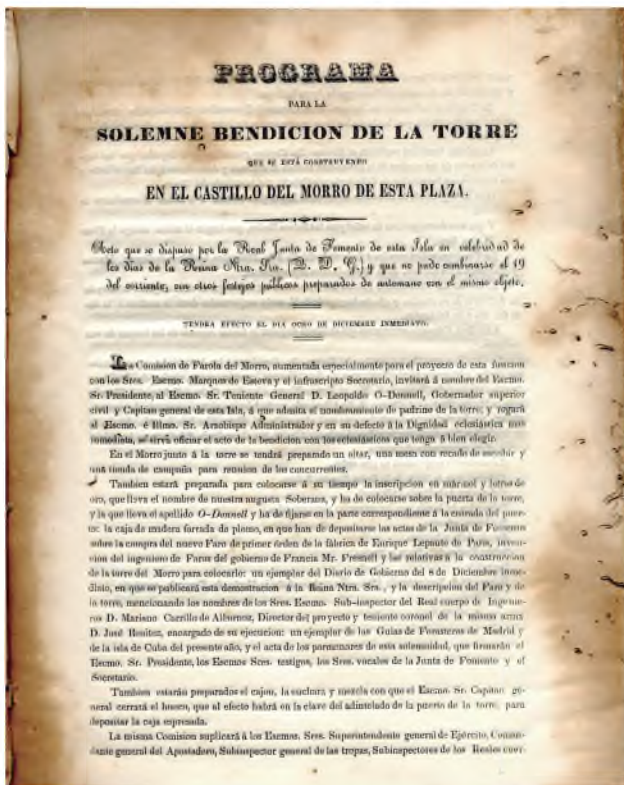 PROGRAMA
PARA LA
SOLEMNE BENDICION DE LA TORRE
QUE SE ESTÁ CONSTRUYENDO
EN EL CASTILLO DEL MORRO DE ESTA PLAZA.
Acto que se dispuso por la Real Junta de Fomento de esta Isla en celebridad de
los dias de la Reina Ntra. Sra. (Q. D. G.) y que no pudo combinarse el 19
del corriente, con otros festejos públicos preparados de antemano con el mismo objeto.
TENDRÁ EFECTO EL DIA OCHO DE DICIEMBRE INMEDIATO.
La Comision de Farola del Morro, aumentada especialmente para el proyecto de esta funcion
con los Sres. Escmo. Marques de Esteva y el infrascripto Secretario, invitará á nombre del Escmo.
Sr. Presidente, al Escmo. Sr. Teniente General D. Leopoldo O-Donnell, Gobernador superior
civil y Capitan general de esta Isla, á que admita el nombramiento de padrino de la torre; y rogará
al Escmo. é Illmo. Sr. Arzobispo Administrador y en su defecto á la Dignidad eclesiástica mas
inmediata, se sirva oficiar el acto de la bendicion con los eclesiásticos que tenga á bien elegir.
En el Morro junto á la torre se tendrá preparado un altar, una mesa con recado de escribir y
una tienda de campaña para reunion de los concurrentes.
Tambien estará preparada para colocarse á su tiempo la inscripcion en mármol y letras de
oro, que lleva el nombre de nuestra augusta Soberana, y ha de colocarse sobre la puerta de la torre,
y la que lleva el apellido O-Donnell y ha de fijarse en la parte correspondiente á la entrada del puer-
to: la caja de madera forrada de plomo, en que han de depositarse las actas de la Junta de Fomento
sobre la compra del nuevo Faro de primer órden de la fábrica de Enrique Lepaute de Paris, inven-
cion del ingeniero de Faros del gobierno de Francia Mr. Fresnell y las relativas á la construccion
de la torre del Morro para colocarlo: un ejemplar del Diario de Gobierno del 8 de Diciembre inme-
diato, en que se publicará esta demostracion á la Reina Ntra. Sra., y la descripcion del Faro y de
la torre, mencionando los nombres de los Sres. Escmo. Sub-inspector del Real cuerpo de Ingenie-
ros D. Mariano Carrillo de Albornoz, Director del proyecto y teniente coronel de la misma arma
D. José Benitez, encargado de su ejecucion: un ejemplar de las Guias de Forasteros de Madrid y
de la isla de Cuba del presente año, y el acta de los pormenores de esta solemnidad, que firmarán el
Escmo. Sr. Presidente, los Escmos Sres. testigos, los Sres. vocales de la Junta de Fomento y el
Secretario.
Tambien estarán preparados el cajon, la cuchara y mezcla con que el Escmo. Sr. Capitan ge-
neral cerrará el hueco, que al efecto habrá en la clave del adintelado de la puerta de la torre, para
depositar la caja espresada.
La misma Comision suplicará á los Escmos. Sres. Superintendente general de Ejército, Coman-
dante general del Apostadero, Subinspector general de las tropas, Subinspectores de los Reales cuer-